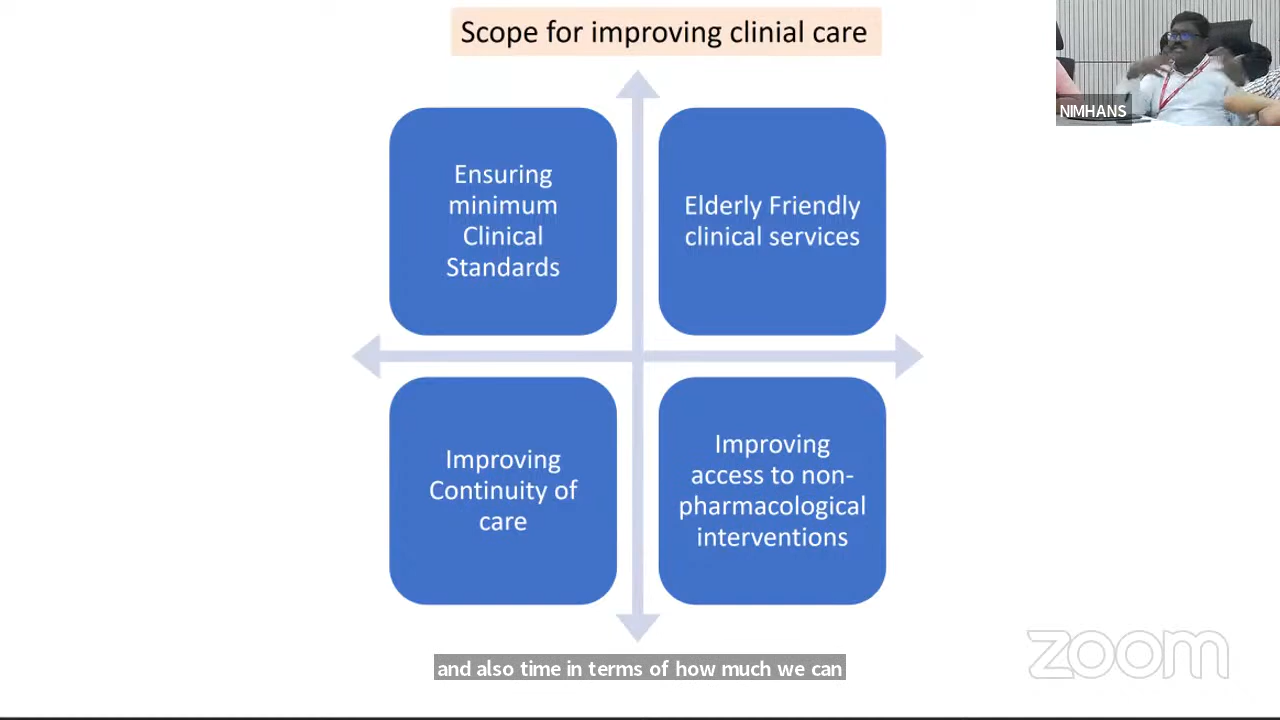 Scope for improving clinial care
NIMHANS
Ensuring
minimum
Clinical
Standards
Elderly Friendly
clinical services
Improving
Continuity of
care
Improving
access to non-
pharmacological
interventions
and also time in terms of how much we can
zoom